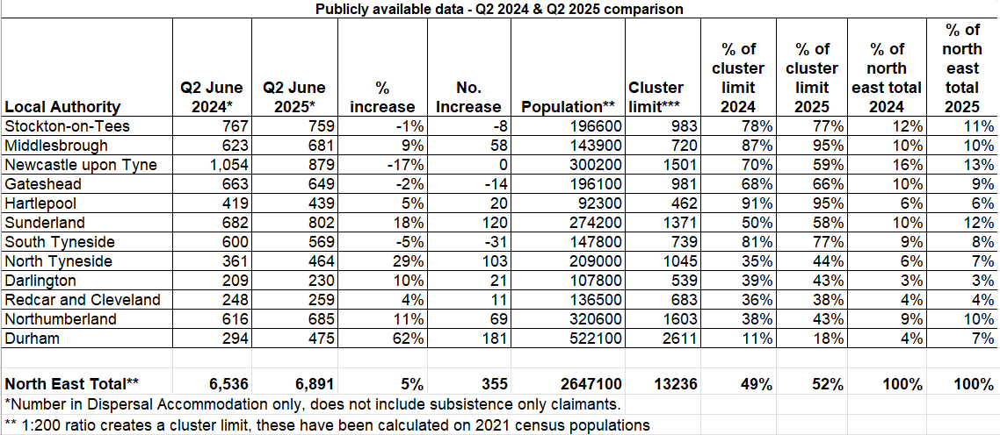 Publicly available data - Q2 2024 & Q2 2025 comparison
Local Authority Q2 June 2024* Q2 June 2025* % increase No. Increase Population** Cluster limit*** % of cluster limit 2024 % of cluster limit 2025 % of north east total 2024 % of north east total 2025
Stockton-on-Tees 767 759 -1% -8 196600 983 78% 77% 12% 11%
Middlesbrough 623 681 9% 58 143900 720 87% 95% 10% 10%
Newcastle upon Tyne 1,054 879 -17% 0 300200 1501 70% 59% 16% 13%
Gateshead 663 649 -2% -14 196100 981 68% 66% 10% 9%
Hartlepool 419 439 5% 20 92300 462 91% 95% 6% 6%
Sunderland 682 802 18% 120 274200 1371 50% 58% 10% 12%
South Tyneside 600 569 -5% -31 147800 739 81% 77% 9% 8%
North Tyneside 361 464 29% 103 209000 1045 35% 44% 6% 7%
Darlington 209 230 10% 21 107800 539 39% 43% 3% 3%
Redcar and Cleveland 248 259 4% 11 136500 683 36% 38% 4% 4%
Northumberland 616 685 11% 69 320600 1603 38% 43% 9% 10%
Durham 294 475 62% 181 522100 2611 11% 18% 4% 7%
North East Total** 6,536 6,891 5% 355 2647100 13236 49% 52% 100% 100%
*Number in Dispersal Accommodation only, does not include subsistence only claimants.
** 1:200 ratio creates a cluster limit, these have been calculated on 2021 census populations